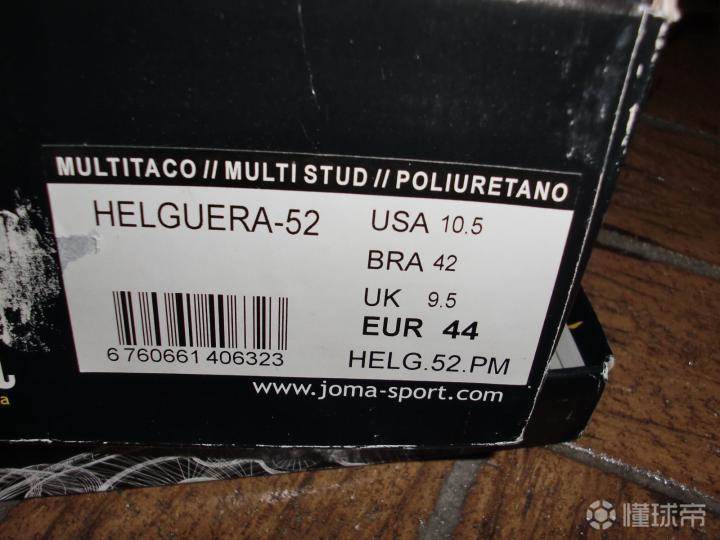 MULTITACO // MULTI STUD // POLIURETANO
HELGUERA-52
USA 10.5
BRA 42
UK 9.5
EUR 44
6 760661 406323
HELG.52.PM
www.joma-sport.com
a
懂球帝